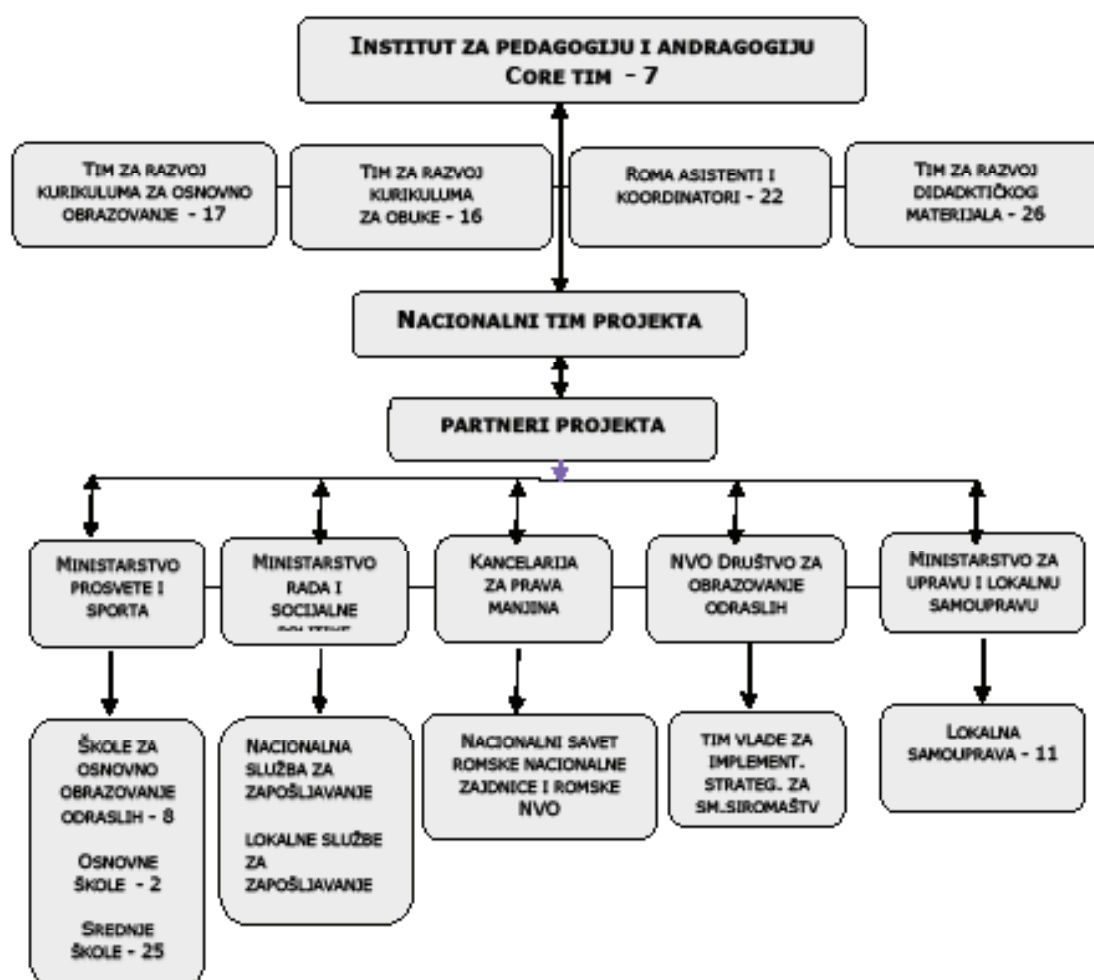 INSTITUT ZA PEDAGOGIJU I ANDRAGOGIJU
CORE TIM - 7
TIM ZA RAZVOJ
KURIKULUMA ZA OSNOVNO
OBRAZOVANJE - 17
TIM ZA RAZVOJ
KURIKULUMA
ZA OBUKE - 16
ROMA ASISTENTI I
KOORDINATORI - 22
TIM ZA RAZVOJ
DIDADKTIČKOG
MATERIJALA - 26
NACIONALNI TIM PROJEKTA
PARTNERI PROJEKTA
MINISTARSTVO
PROSVETE I
SPORTA
MINISTARSTVO
RADA I
SOCIJALNE
POLITIKE
KANCELARIJA
ZA PRAVA
MANJINA
NVO DRUŠTVO ZA
OBRAZOVANJE
ODRASLIH
MINISTARSTVO ZA
UPRAVU I LOKALNU
SAMOUPRAVU
ŠKOLE ZA
OSNOVNO
OBRAZOVANJE
ODRASLIH - 8
OSNOVNE
ŠKOLE - 2
SREDNJE
ŠKOLE - 25
NACIONALNA
SLUŽBA ZA
ZAPOŠLJAVANJE
LOKALNE SLUŽBE
ZA
ZAPOŠLJAVANJE
NACIONALNI SAVET
ROMSKE NACIONALNE
ZAJDNICE I ROMSKE
NVO
TIM VLADE ZA
IMPLEMENT.
STRATEG. ZA
SM.SIROMAŠTV
LOKALNA
SAMOUPRAVA - 11